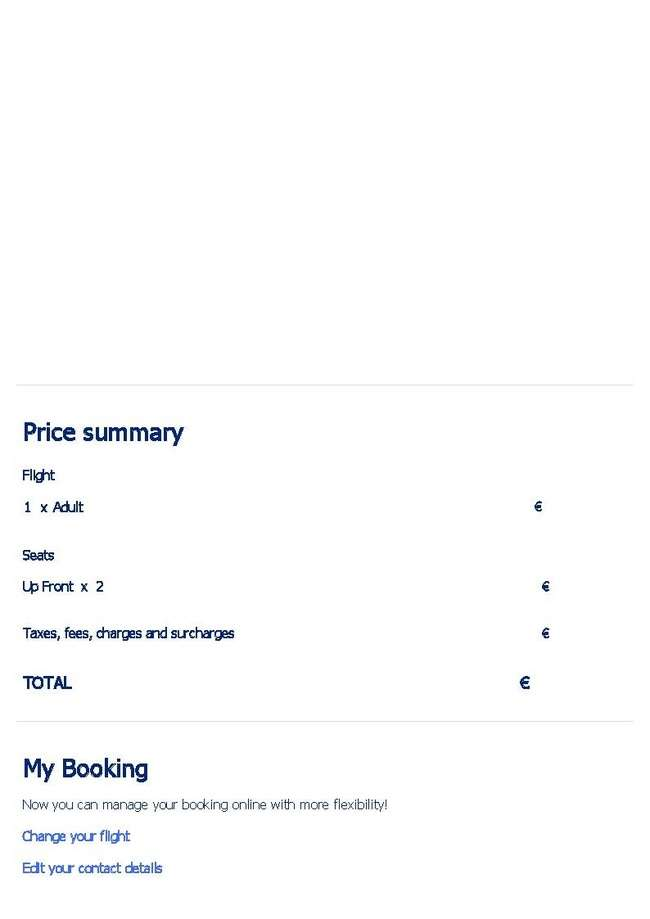 Price summary
Flight
1 x Adult €
Seats
Up Front x 2 €
Taxes, fees, charges and surcharges €
TOTAL €
My Booking
Now you can manage your booking online with more flexibility!
Change your flight
Edit your contact details